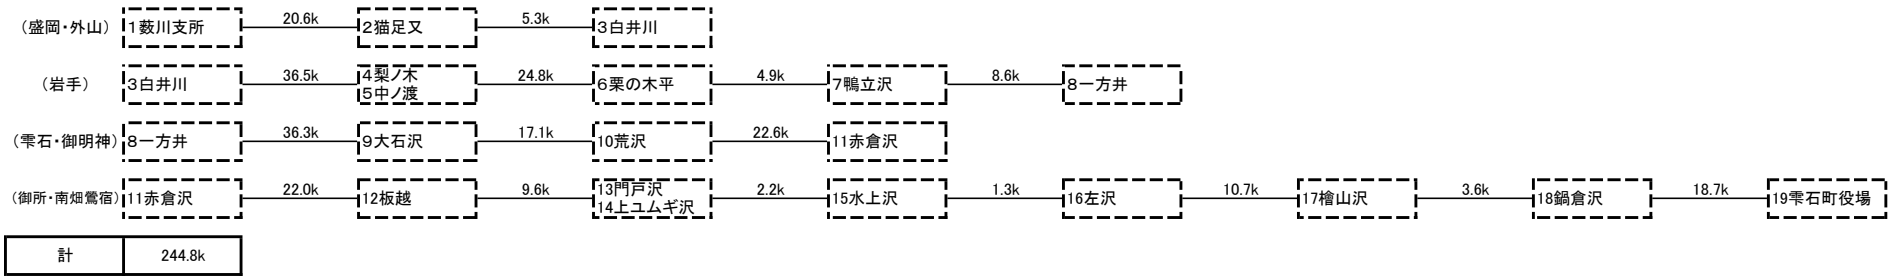 （盛岡・外山） 1薮川支所 20.6k 2猫足又 5.3k 3白井川
（岩手） 3白井川 36.5k 4梨ノ木 24.8k 6栗の木平 4.9k 7鴨立沢 8.6k 8一方井
5中ノ渡
（雫石・御明神） 8一方井 36.3k 9大石沢 17.1k 10荒沢 22.6k 11赤倉沢
（御所・南畑鶯宿） 11赤倉沢 22.0k 12板越 9.6k 13門戸沢 2.2k 15水上沢 1.3k 16左沢 10.7k 17檜山沢 3.6k 18鍋倉沢 18.7k 19雫石町役場
14上ユムギ沢
計 244.8k